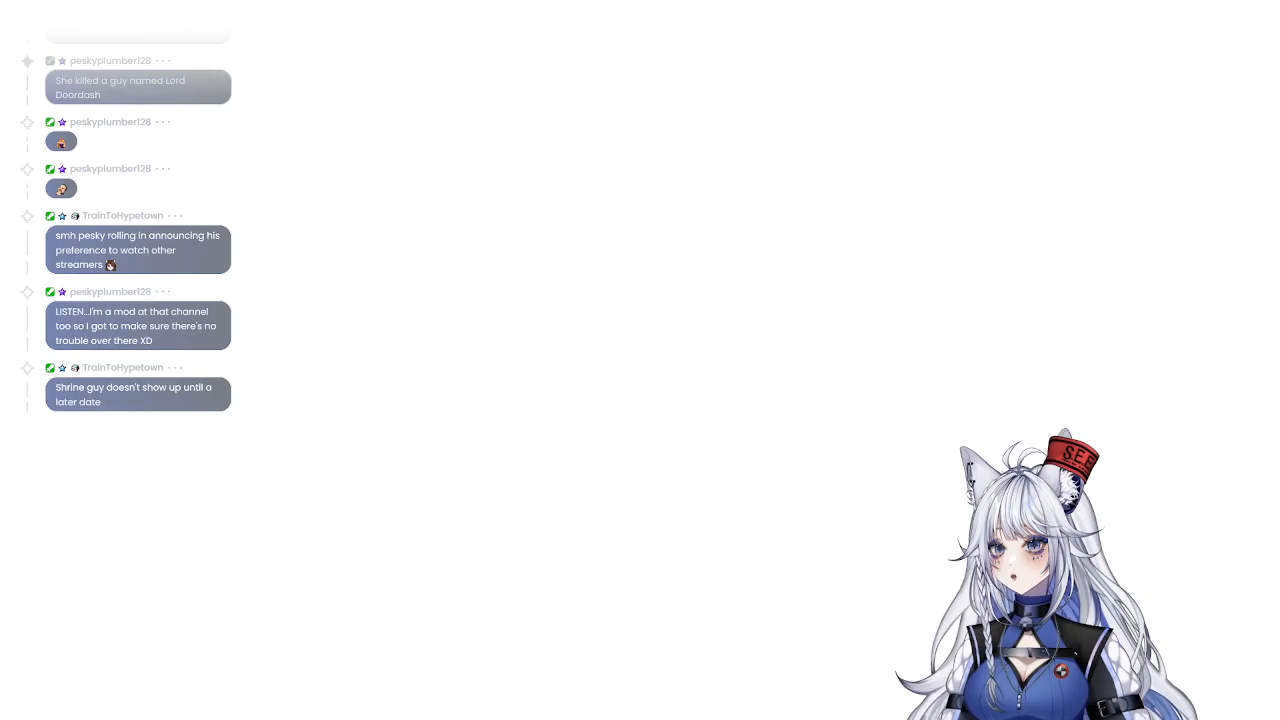 peskyplumber128
She killed a guy named Lord
Doordash
peskyplumber128
peskyplumber128
TrainToHypetown
smh pesky rolling in announcing his
preference to watch other
streamers
peskyplumber128
LISTEN...I'm a mod at that channel
too so I got to make sure there's no
trouble over there XD
TrainToHypetown
Shrine guy doesn't show up until a
later date
S.E.E